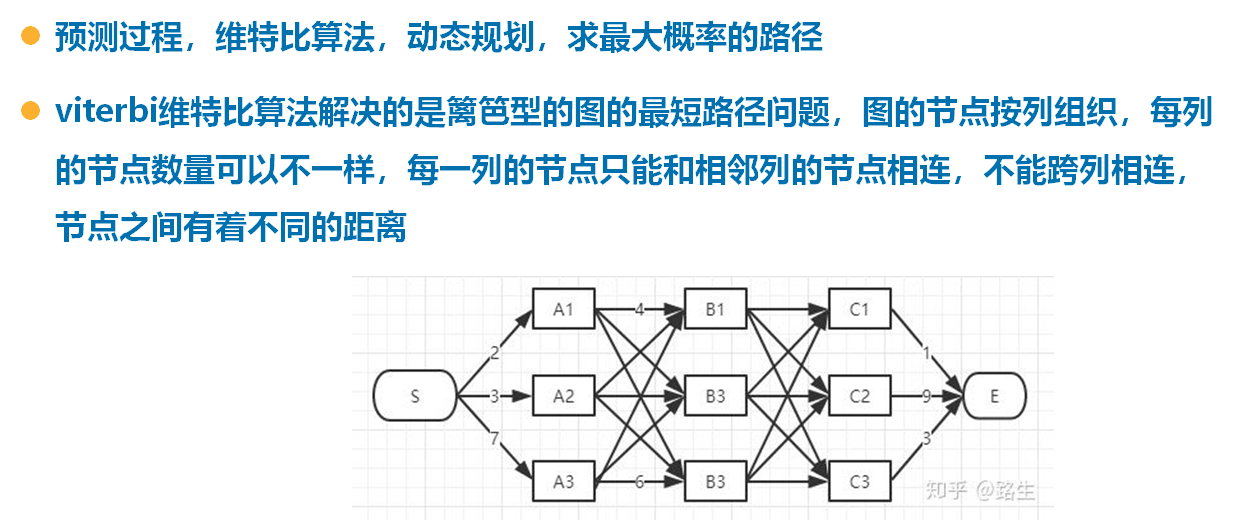 预测过程，维特比算法，动态规划，求最大概率的路径
viterbi维特比算法解决的是篱笆型的图的最短路径问题，图的节点按列组织，每列
的节点数量可以不一样，每一列的节点只能和相邻列的节点相连，不能跨列相连，
节点之间有着不同的距离
A1 4 B1 C1
2 1
S 3 A2 B3 C2 9 E
7 3
A3 6 B3 C3
知乎 @路生